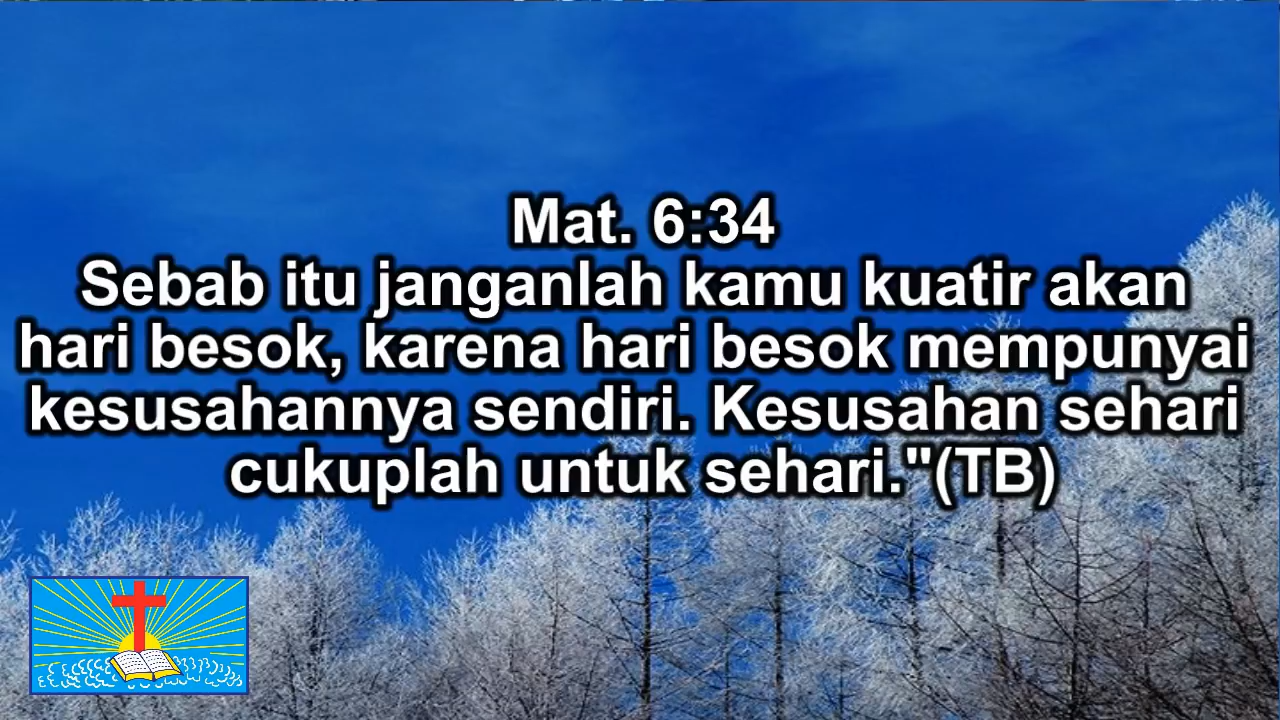 Mat. 6:34
Sebab itu janganlah kamu kuatir akan
hari besok, karena hari besok mempunyai
kesusahannya sendiri. Kesusahan sehari
cukuplah untuk sehari."(TB)